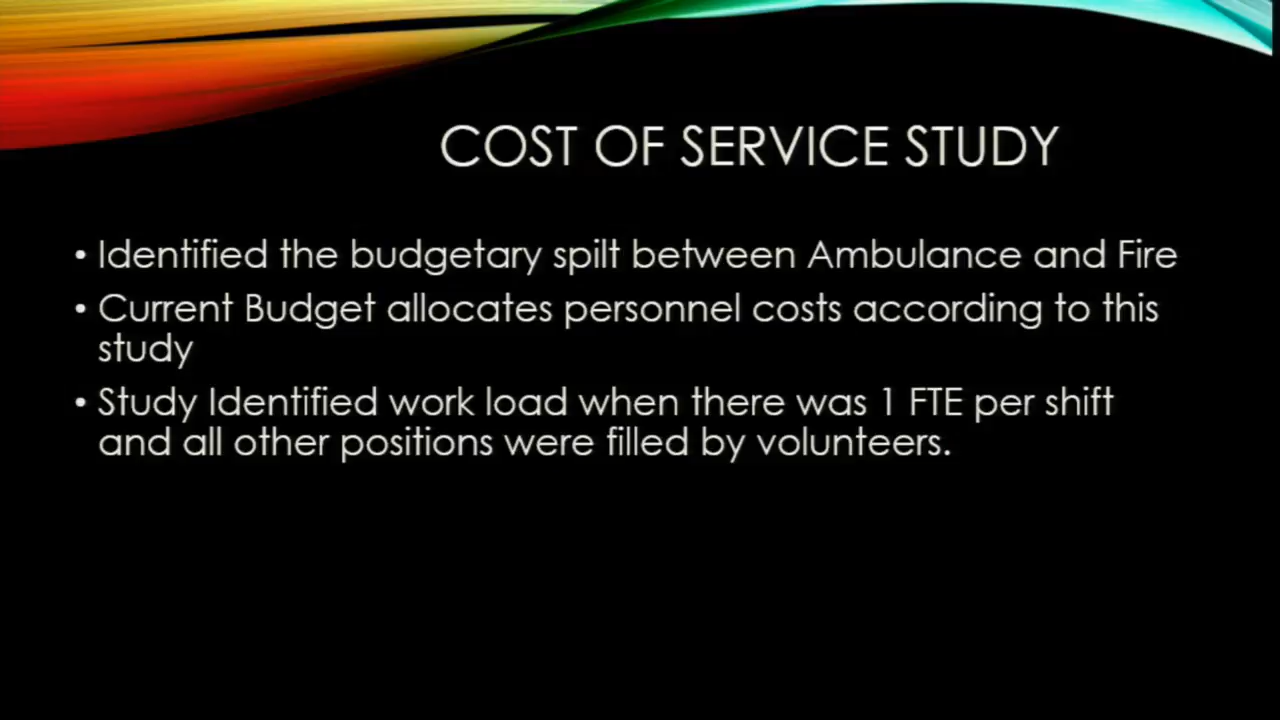 COST OF SERVICE STUDY
• Identified the budgetary spilt between Ambulance and Fire
• Current Budget allocates personnel costs according to this
study
• Study Identified work load when there was 1 FTE per shift
and all other positions were filled by volunteers.